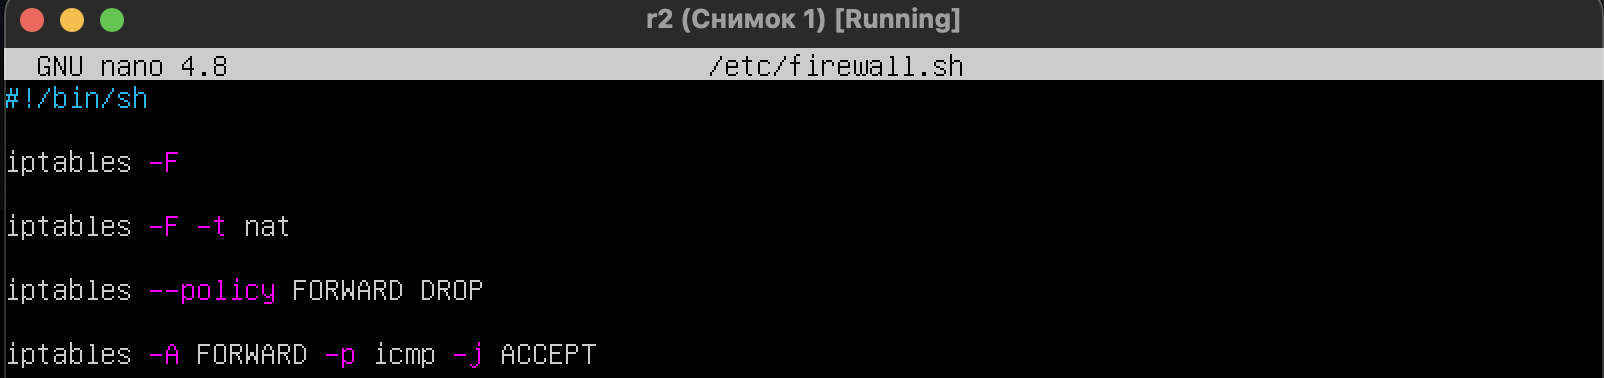 r2 (Снимок 1) [Running]
GNU nano 4.8 /etc/firewall.sh
#!/bin/sh
iptables -F
iptables -F -t nat
iptables --policy FORWARD DROP
iptables -A FORWARD -p icmp -j ACCEPT